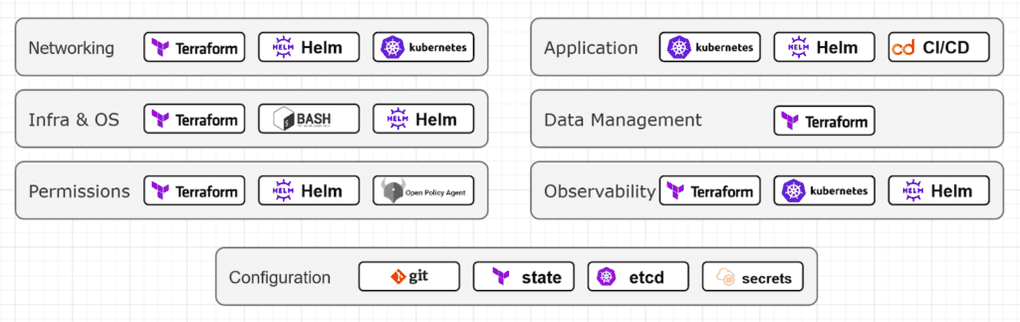 Networking Terraform HELM Helm kubernetes
Application kubernetes HELM Helm cd CI/CD
Infra & OS Terraform BASH HELM Helm
Data Management Terraform
Permissions Terraform HELM Helm Open Policy Agent
Observability Terraform kubernetes HELM Helm
Configuration git state etcd secrets